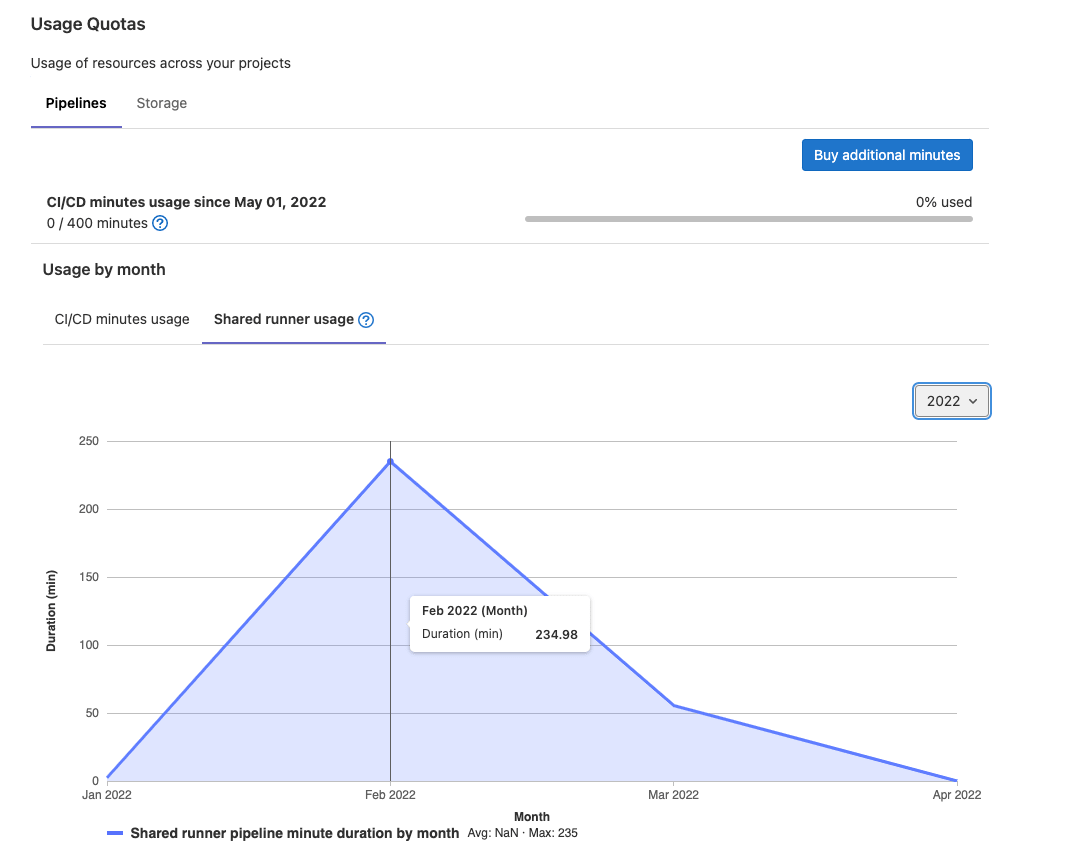 Usage Quotas
Usage of resources across your projects
Pipelines Storage
Buy additional minutes
CI/CD minutes usage since May 01, 2022 0% used
0 / 400 minutes ?
Usage by month
CI/CD minutes usage Shared runner usage ?
2022
250
200
150
100
50
0
Duration (min)
Feb 2022 (Month)
Duration (min) 234.98
Jan 2022 Feb 2022 Mar 2022 Apr 2022
Month
Shared runner pipeline minute duration by month Avg: NaN · Max: 235